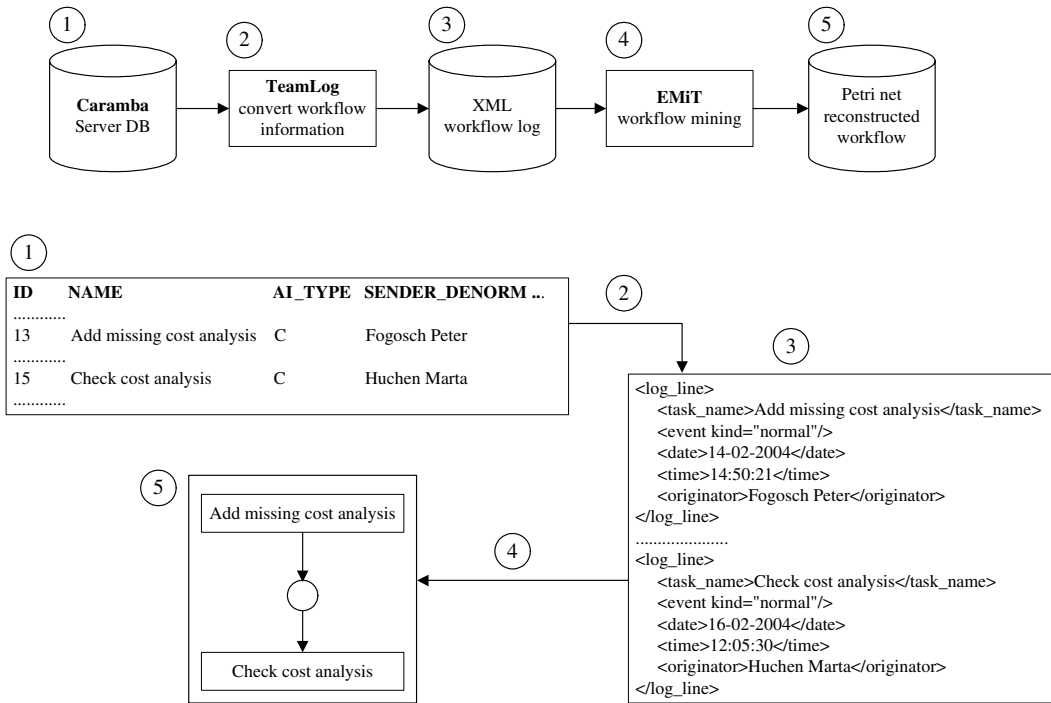 1
2
3
4
5
Caramba
Server DB
TeamLog
convert workflow
information
XML
workflow log
EMiT
workflow mining
Petri net
reconstructed
workflow
1
ID NAME AI_TYPE SENDER_DENORM ...
............
13 Add missing cost analysis C Fogosch Peter
............
15 Check cost analysis C Huchen Marta
............
2
3
<log_line>
<task_name>Add missing cost analysis</task_name>
<event kind="normal"/>
<date>14-02-2004</date>
<time>14:50:21</time>
<originator>Fogosch Peter</originator>
</log_line>
.....................
<log_line>
<task_name>Check cost analysis</task_name>
<event kind="normal"/>
<date>16-02-2004</date>
<time>12:05:30</time>
<originator>Huchen Marta</originator>
</log_line>
4
5
Add missing cost analysis
Check cost analysis